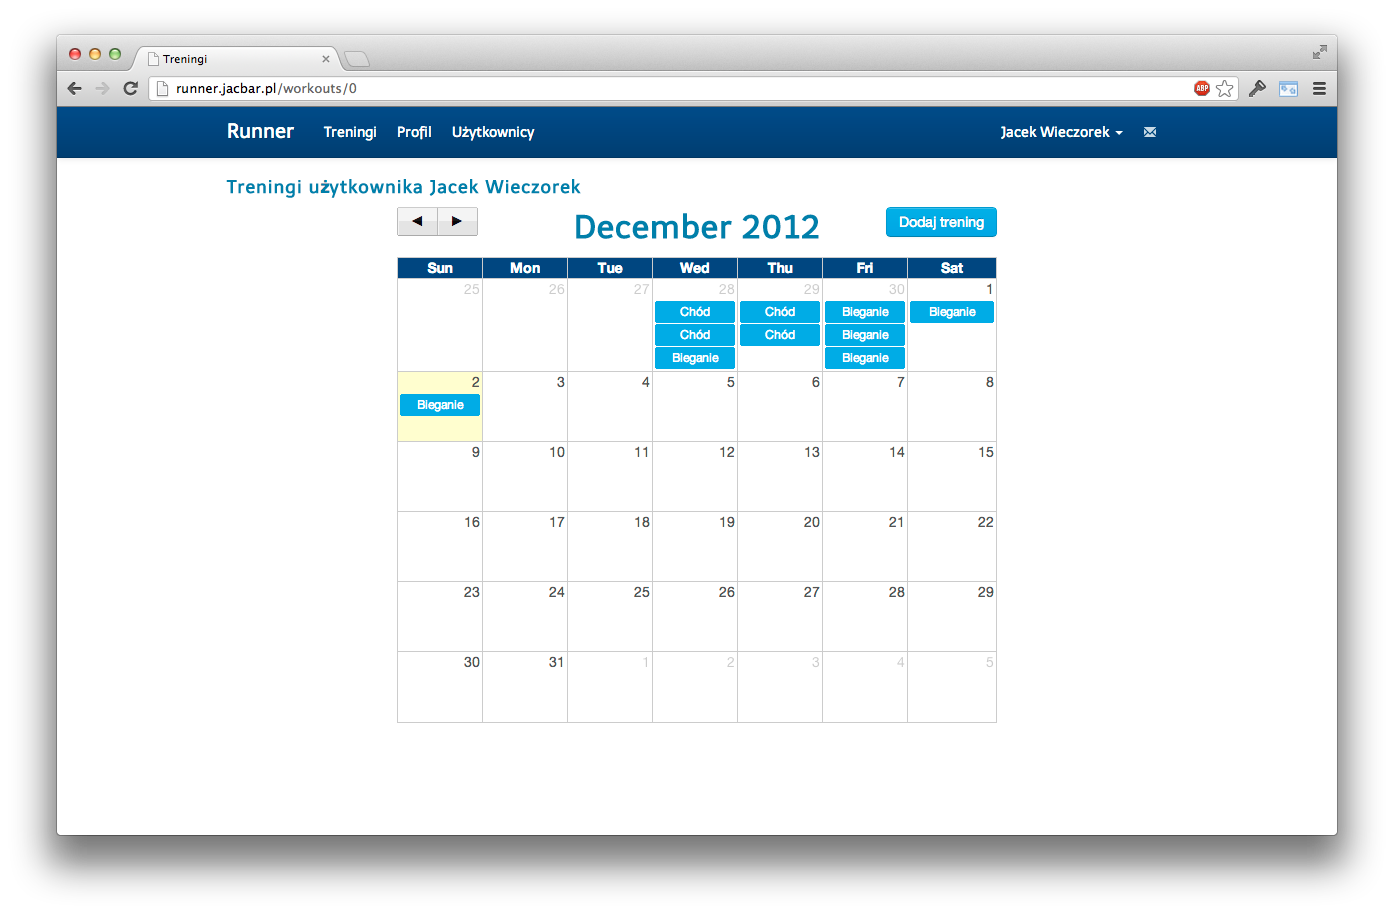 Treningi
runner.jacbar.pl/workouts/0
ABP
Runner Treningi Profil Użytkownicy Jacek Wieczorek
Treningi użytkownika Jacek Wieczorek
December 2012
Dodaj trening
Sun Mon Tue Wed Thu Fri Sat
25 26 27 28 29 30 1
Chód Chód Bieganie Bieganie
Chód Chód Bieganie
Bieganie Bieganie
2 3 4 5 6 7 8
Bieganie
9 10 11 12 13 14 15
16 17 18 19 20 21 22
23 24 25 26 27 28 29
30 31 1 2 3 4 5